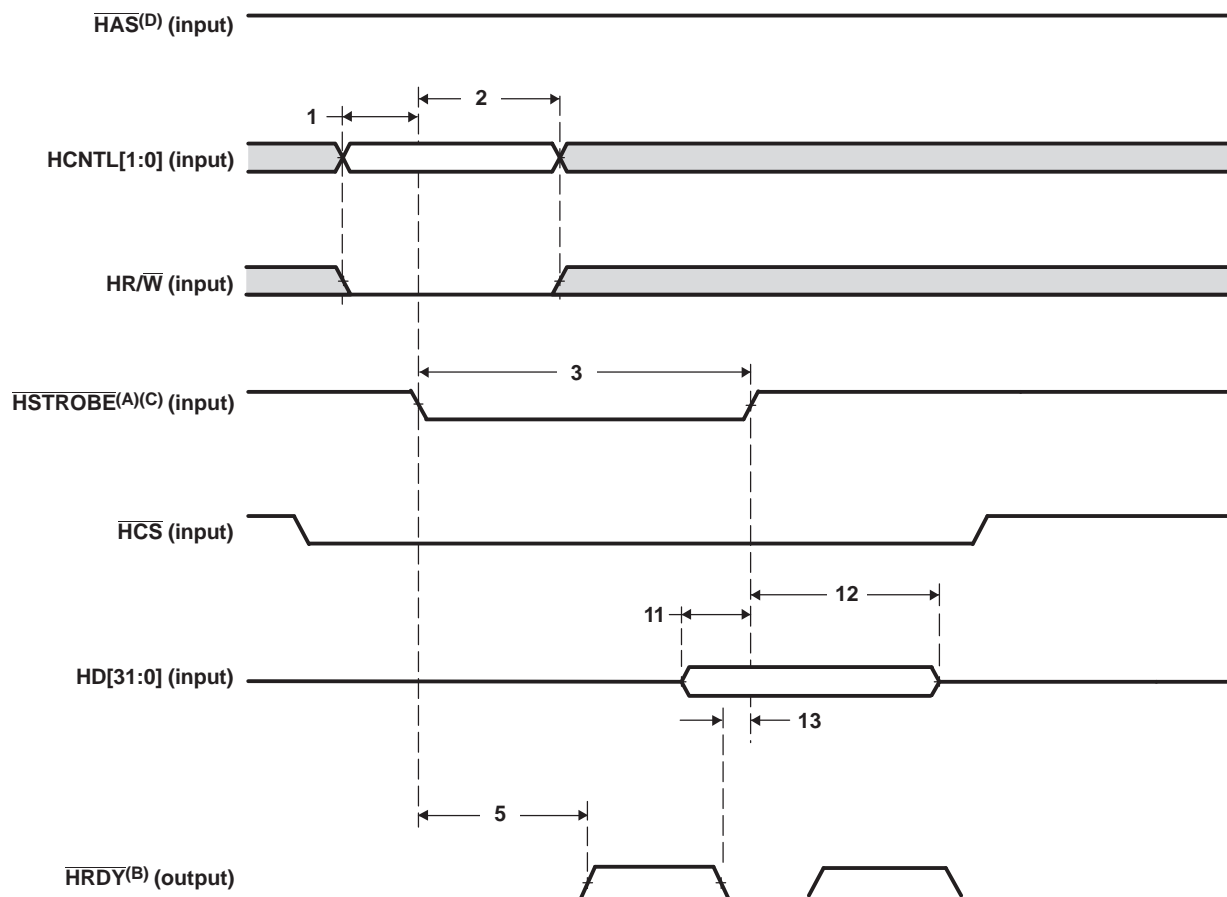 HAS(D) (input)
2
1
HCNTL[1:0] (input)
HR/W (input)
3
HSTROBE(A)(C) (input)
HCS (input)
12
11
HD[31:0] (input)
13
5
HRDY(B) (output)